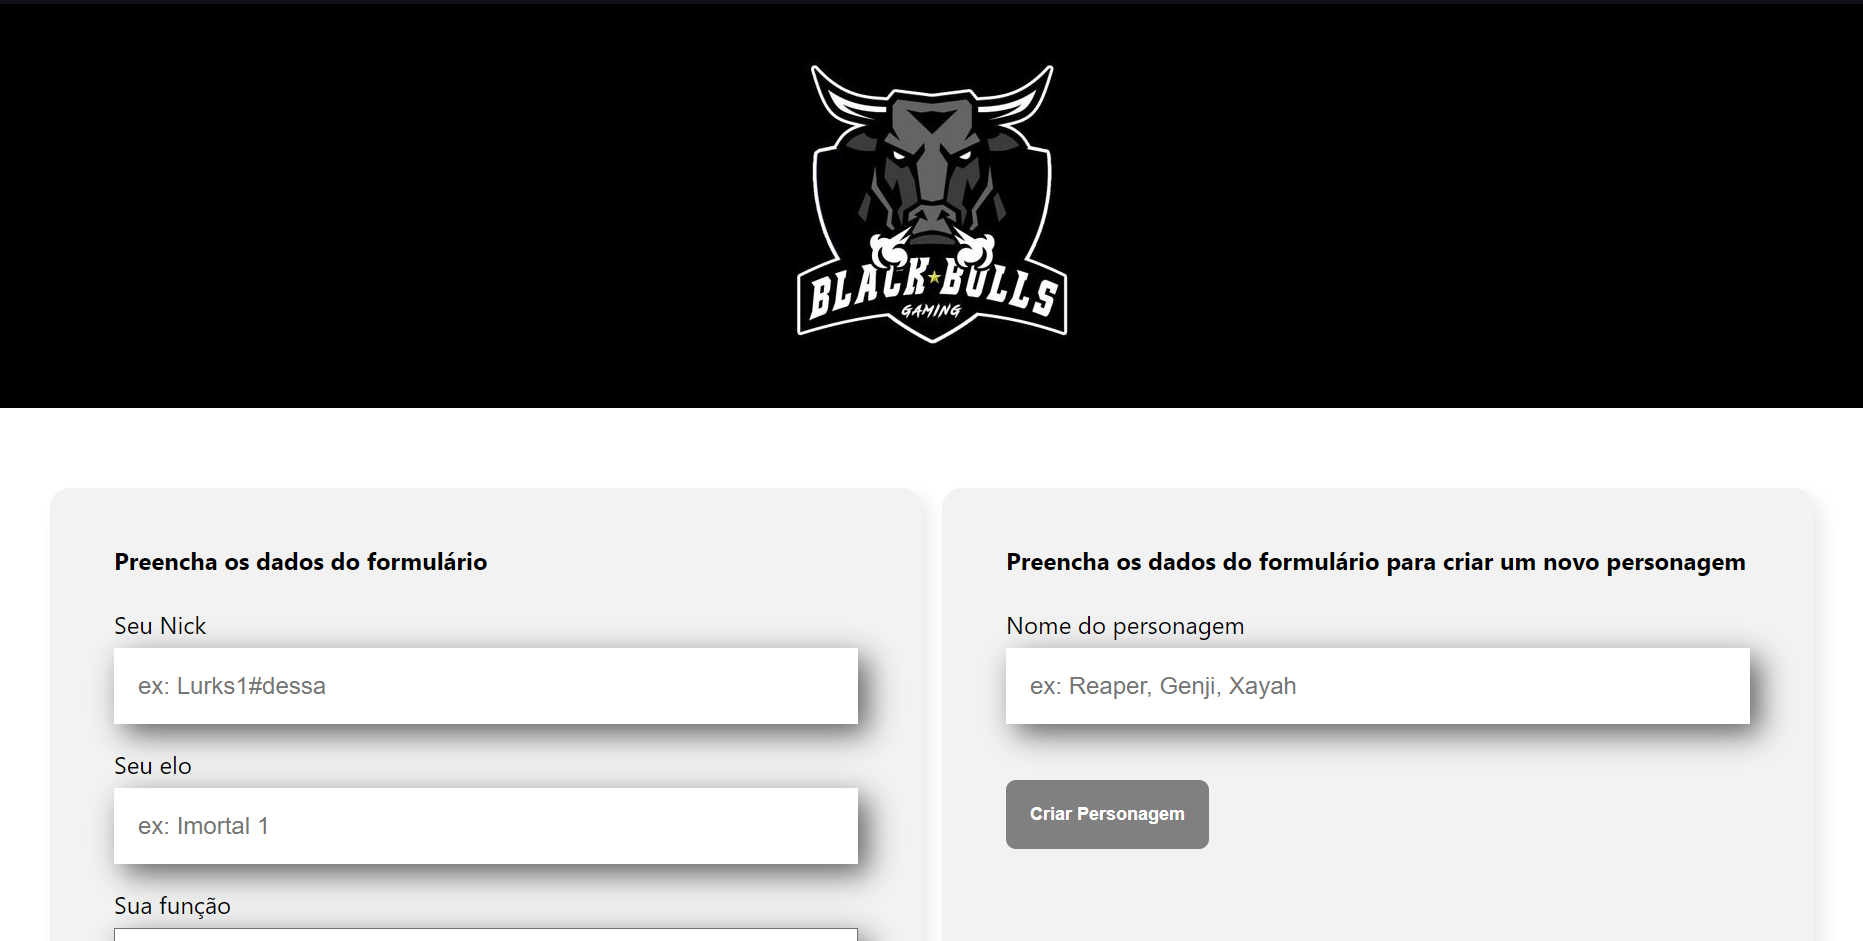 BLACK★BULLS
GAMING
Preencha os dados do formulário
Seu Nick
ex: Lurks1#dessa
Seu elo
ex: Imortal 1
Sua função
Preencha os dados do formulário para criar um novo personagem
Nome do personagem
ex: Reaper, Genji, Xayah
Criar Personagem